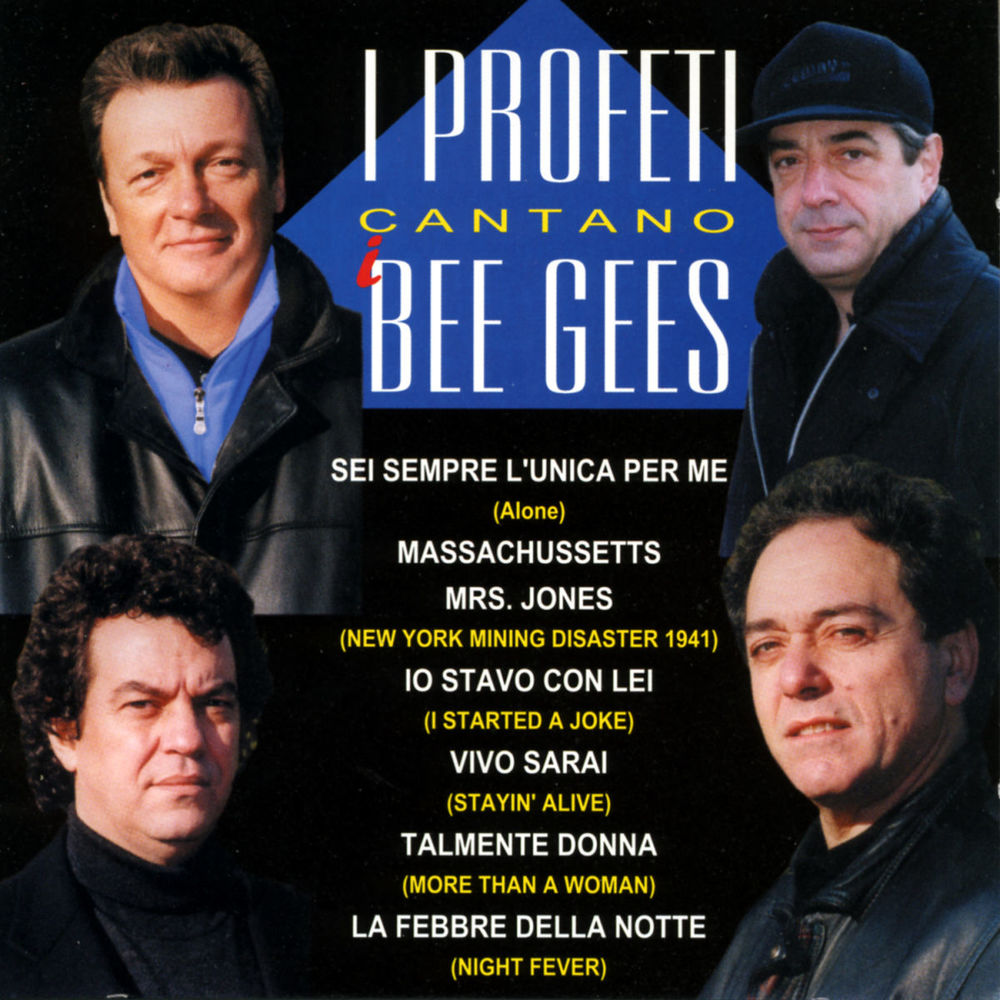 I PROFETI
CANTANO
i BEE GEES
SEI SEMPRE L'UNICA PER ME
(Alone)
MASSACHUSSETTS
MRS. JONES
(NEW YORK MINING DISASTER 1941)
IO STAVO CON LEI
(I STARTED A JOKE)
VIVO SARAI
(STAYIN' ALIVE)
TALMENTE DONNA
(MORE THAN A WOMAN)
LA FEBBRE DELLA NOTTE
(NIGHT FEVER)